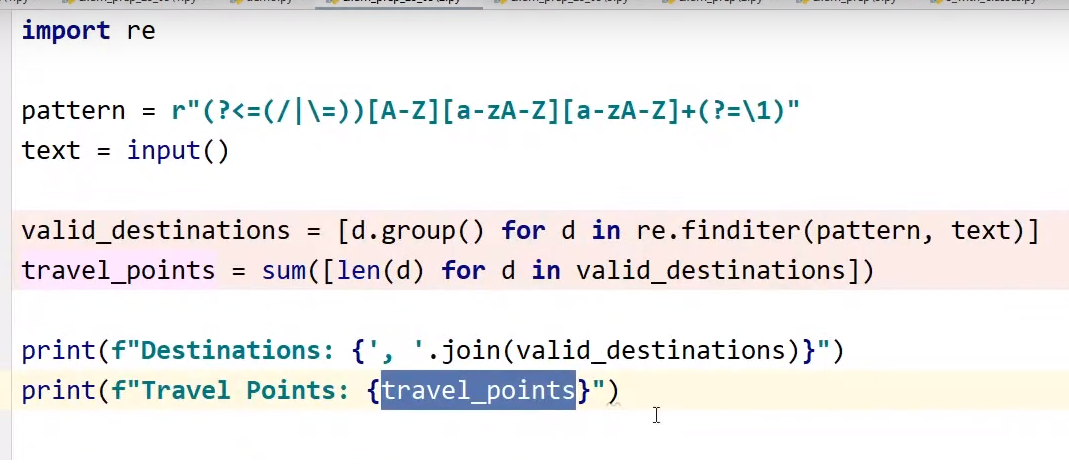 import re
pattern = r"(?<=(/|\=))[A-Z][a-zA-Z][a-zA-Z]+(?=\1)"
text = input()
valid_destinations = [d.group() for d in re.finditer(pattern, text)]
travel_points = sum([len(d) for d in valid_destinations])
print(f"Destinations: {', '.join(valid_destinations)}")
print(f"Travel Points: {travel_points}")